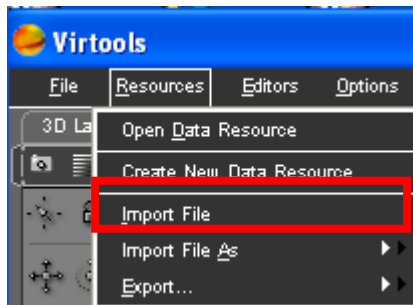 Virtools
File Resources Editors Options
3D La
Open Data Resource
Create New Data Resource
Import File
Import File As
Export...